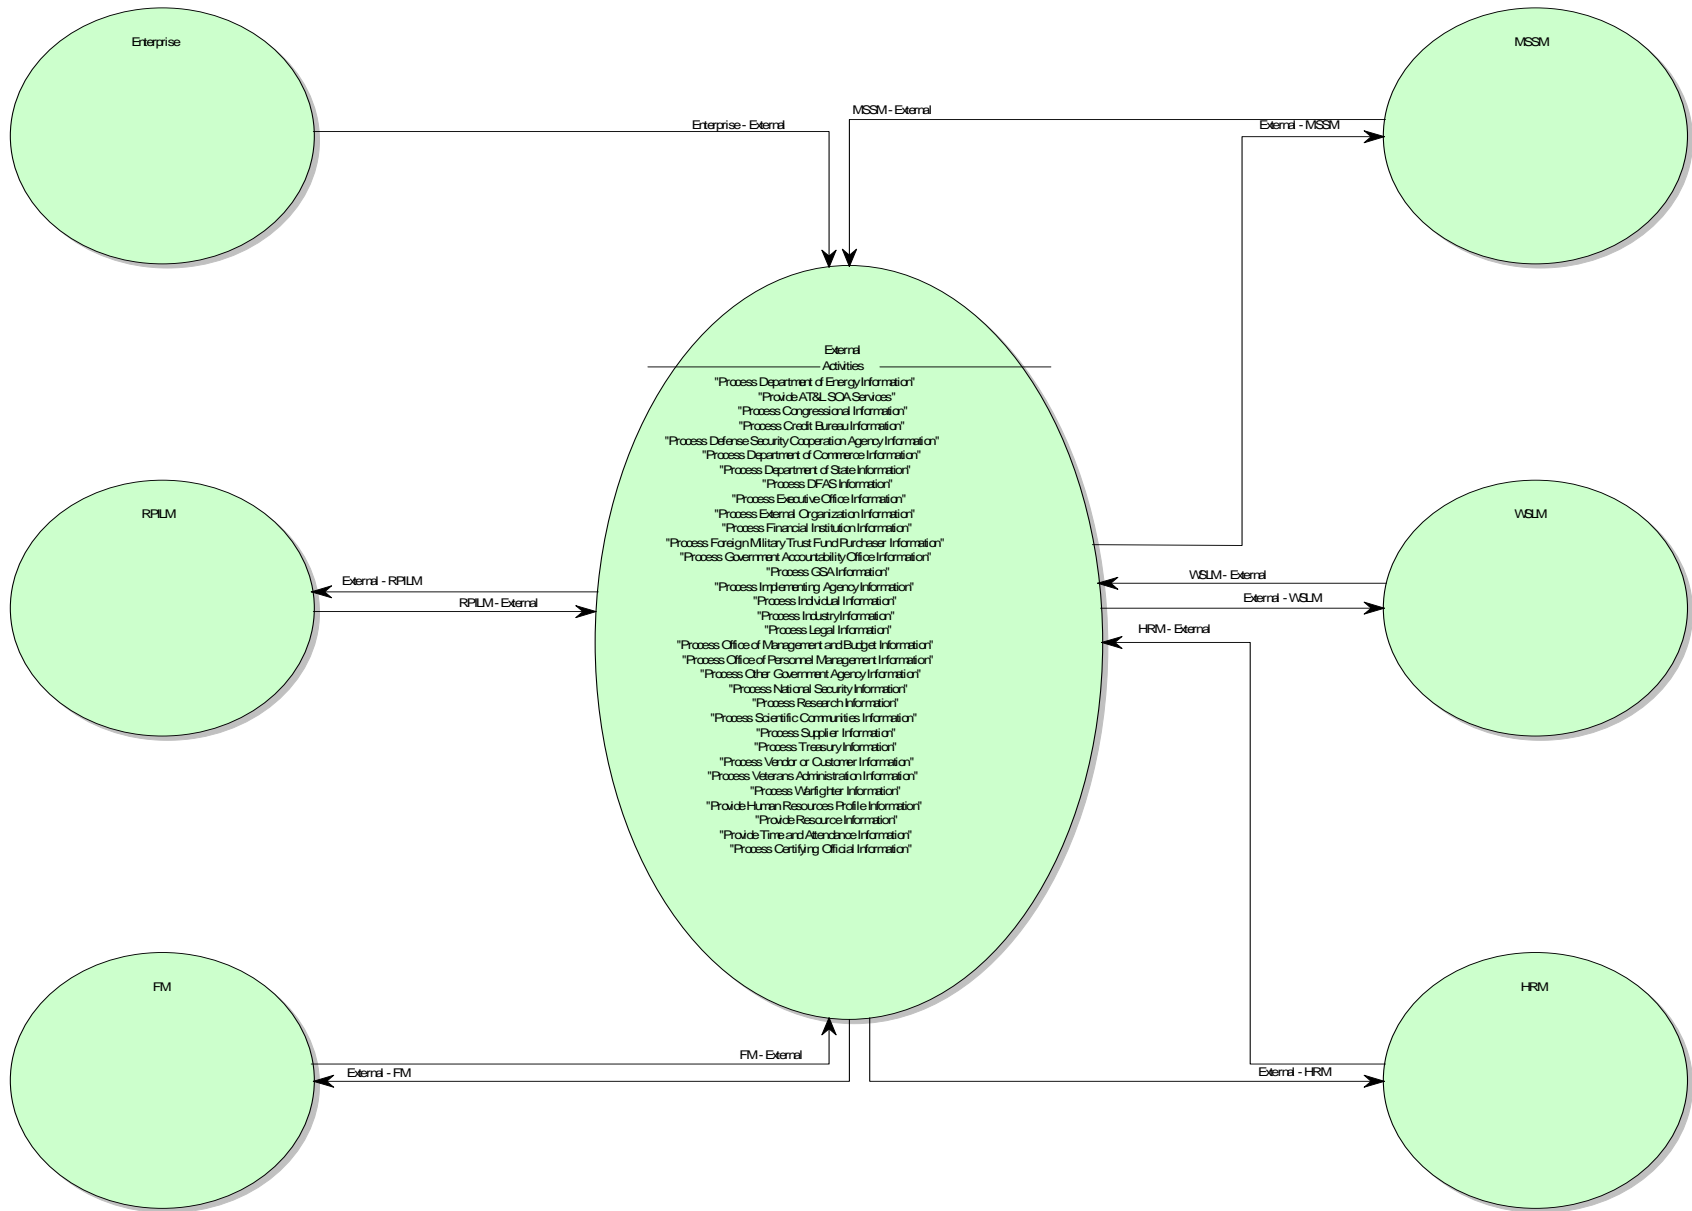 Enterprise
MSSM
MSSM - External
Enterprise - External
External - MSSM
External
Activities
"Process Department of Energy Information"
"Provide AT&L SOA Services"
"Process Congressional Information"
"Process Credit Bureau Information"
"Process Defense Security Cooperation Agency Information"
"Process Department of Commerce Information"
"Process Department of State Information"
"Process DFAS Information"
"Process Executive Office Information"
"Process External Organization Information"
"Process Financial Institution Information"
"Process Foreign Military Trust Fund Purchaser Information"
"Process Government Accountability Office Information"
"Process GSA Information"
"Process Implementing Agency Information"
"Process Individual Information"
"Process Industry Information"
"Process Legal Information"
"Process Office of Management and Budget Information"
"Process Office of Personnel Management Information"
"Process Other Government Agency Information"
"Process National Security Information"
"Process Research Information"
"Process Scientific Communities Information"
"Process Supplier Information"
"Process Treasury Information"
"Process Vendor or Customer Information"
"Process Veterans Administration Information"
"Process Warfighter Information"
"Provide Human Resources Profile Information"
"Provide Resource Information"
"Provide Time and Attendance Information"
"Process Certifying Official Information"
RPILM
WSLM
External - RPILM
RPILM - External
WSLM - External
External - WSLM
HRM - External
FM
HRM
FM - External
External - FM
External - HRM